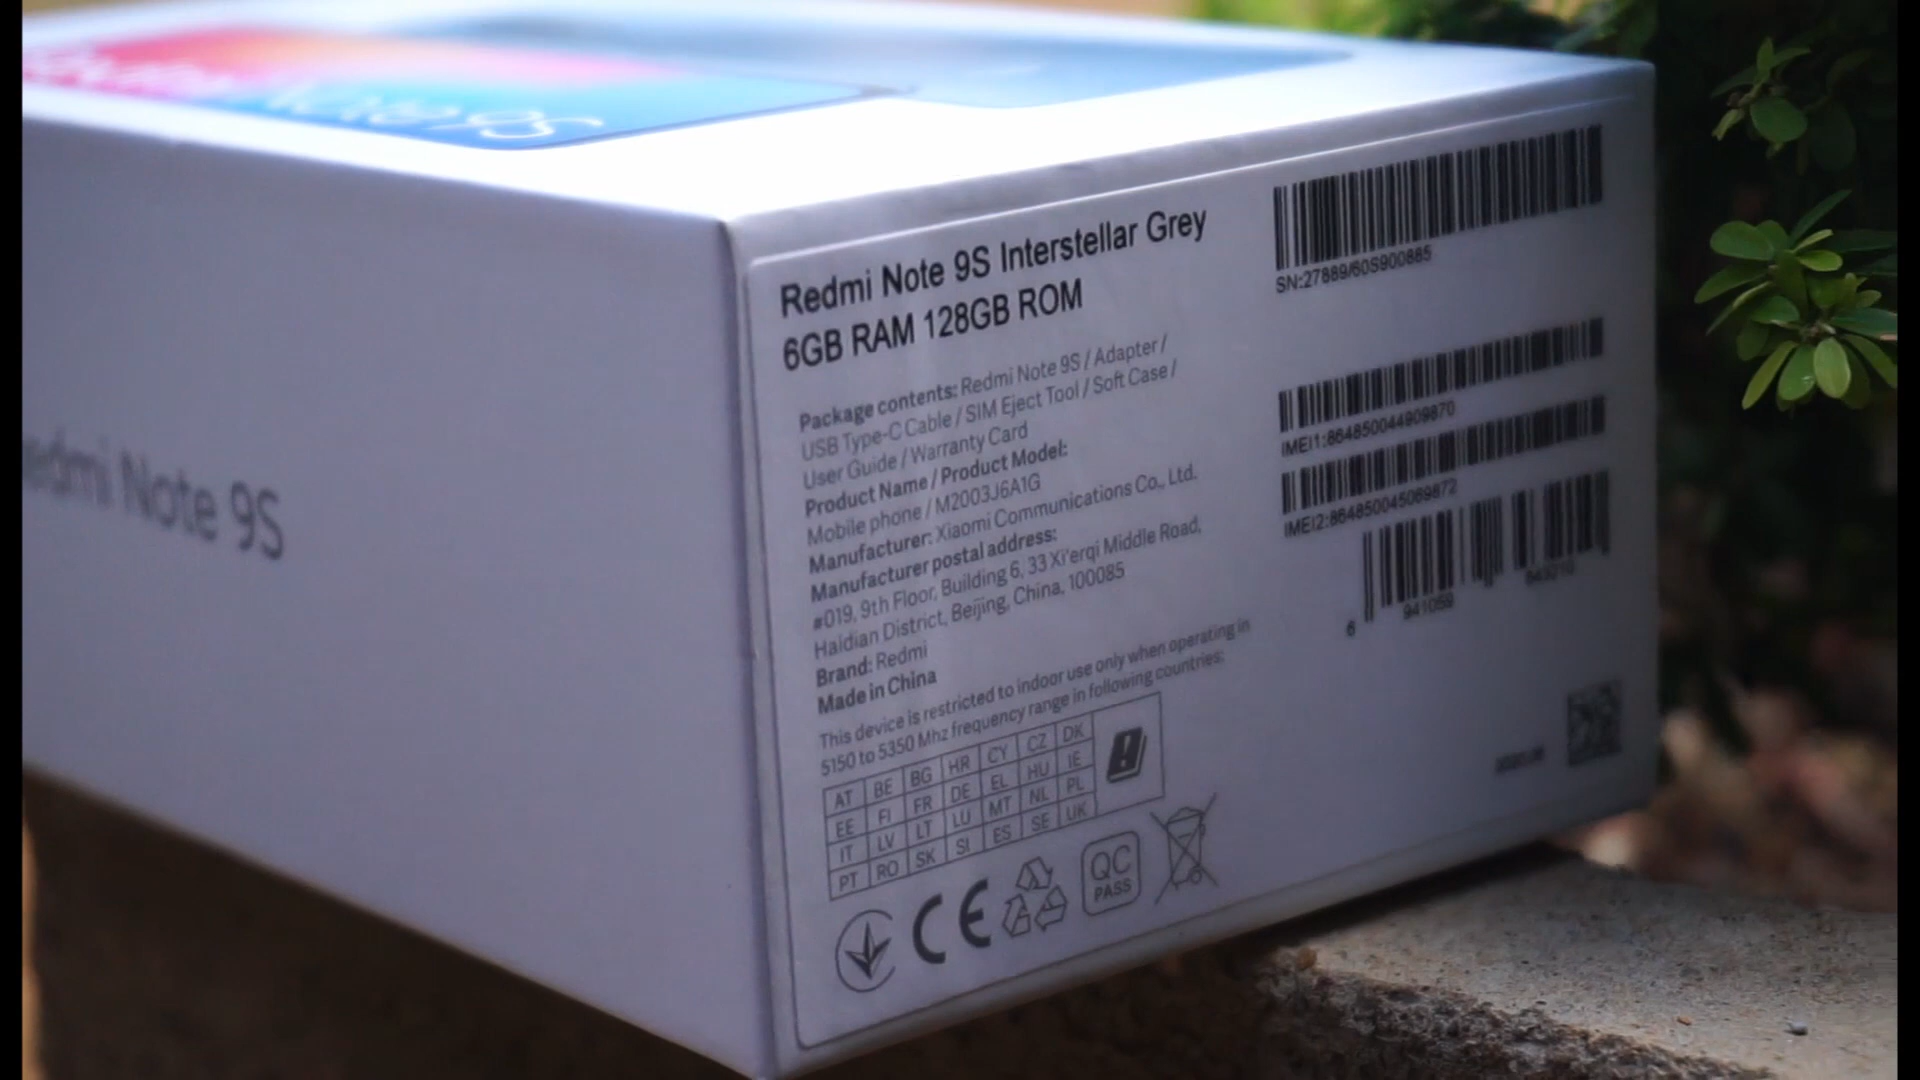 Note 9S
Note 9S
Redmi Note 9S Interstellar Grey
6GB RAM 128GB ROM
Package contents: Redmi Note 9S / Adapter /
USB Type-C Cable / SIM Eject Tool / Soft Case /
User Guide / Warranty Card
Product Name / Product Model:
Mobile phone / M2003J6A1G
Manufacturer: Xiaomi Communications Co., Ltd.
Manufacturer postal address:
#019, 9th Floor, Building 6, 33 Xi'erqi Middle Road,
Haidian District, Beijing, China, 100085
Brand: Redmi
Made in China
This device is restricted to indoor use only when operating in
5150 to 5350 Mhz frequency range in following countries:
AT BE BG HR CY CZ DK
EE FI FR DE EL HU IE
IT LV LT LU MT NL PL
PT RO SK SI ES SE UK
CE
QC
PASS
SN:27889/60S900885
IMEI1:864850044909870
IMEI2:864850045069872
6 941059